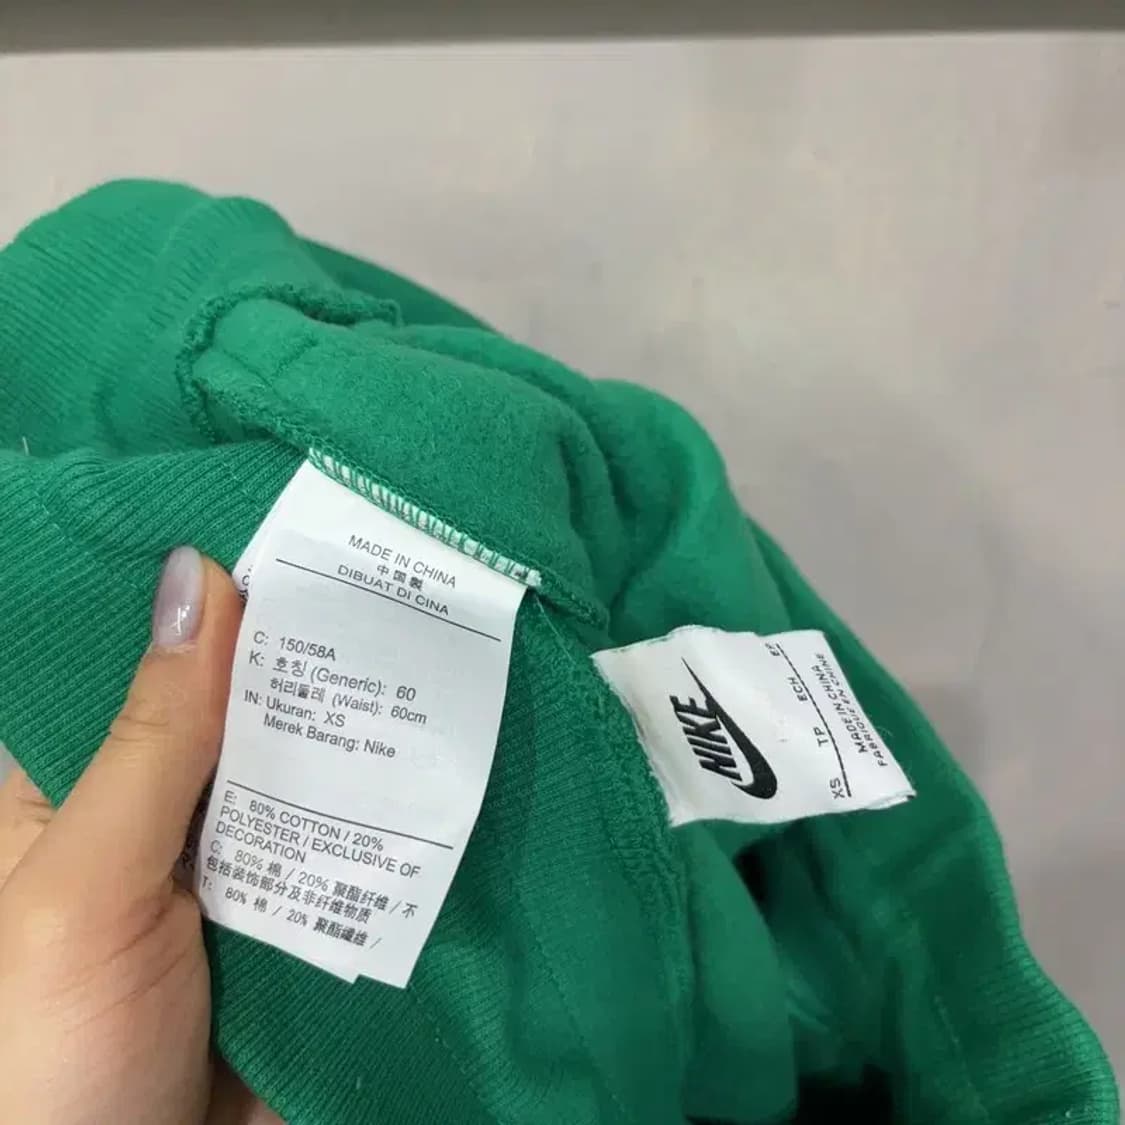 MADE IN CHINA
中国製
DIBUAT DI CINA
C: 150/58A
K: 호칭 (Generic): 60
허리둘레 (Waist): 60cm
IN: Ukuran: XS
Merek Barang: Nike
E: 80% COTTON / 20%
POLYESTER / EXCLUSIVE OF
DECORATION
C: 80% 棉 / 20% 聚酯纤维 / 不
包括装饰部分及非纤维物质
T: 80% 棉 / 20% 聚酯纖維 /
NIKE
XS TP ECH EP
MADE IN CHINA
FABRIQUE EN CHINE